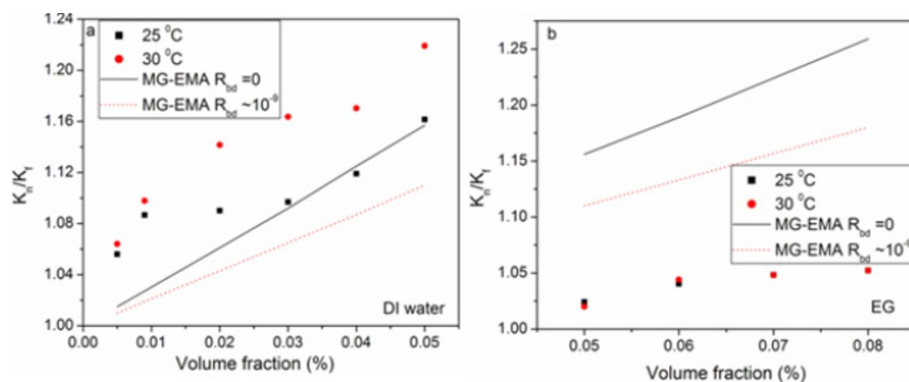 a
25 ⁰C
30 ⁰C
MG-EMA R_bd =0
MG-EMA R_bd ~10⁻⁹
1.24
1.20
1.16
1.12
1.08
1.04
1.00
K_n/K_f
0.00 0.01 0.02 0.03 0.04 0.05
Volume fraction (%)
DI water
b
1.25
1.20
1.15
1.10
1.05
1.00
K_n/K_f
25 ⁰C
30 ⁰C
MG-EMA R_bd =0
MG-EMA R_bd ~10⁻⁹
EG
0.05 0.06 0.07 0.08
Volume fraction (%)